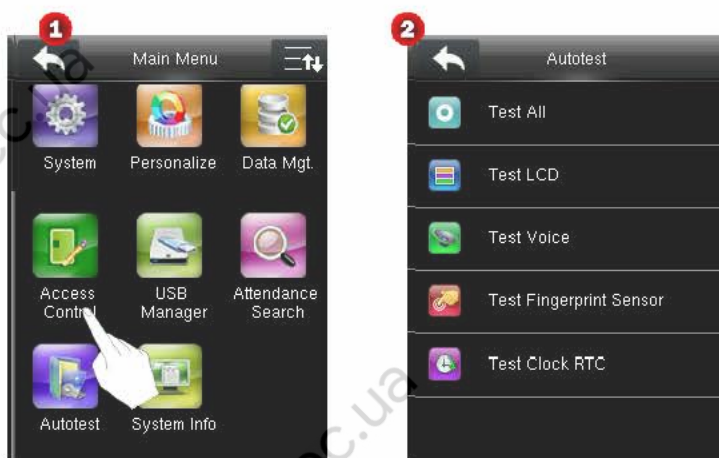 1
Main Menu
System
Personalize
Data Mgt.
Access
Control
USB
Manager
Attendance
Search
Autotest
System Info
2
Autotest
Test All
Test LCD
Test Voice
Test Fingerprint Sensor
Test Clock RTC
c.ua